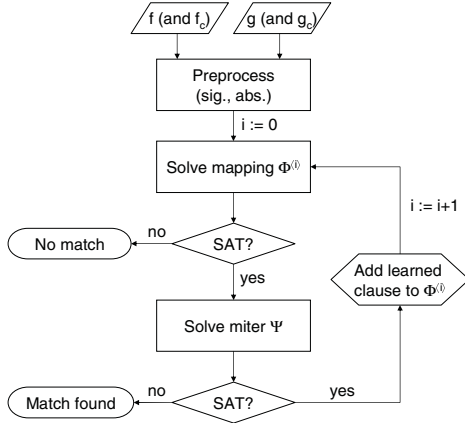 f (and f_c)
g (and g_c)
Preprocess
(sig., abs.)
i := 0
Solve mapping Φ⟨i⟩
i := i+1
no
No match
SAT?
yes
Add learned
clause to Φ⟨i⟩
Solve miter Ψ
no
yes
Match found
SAT?